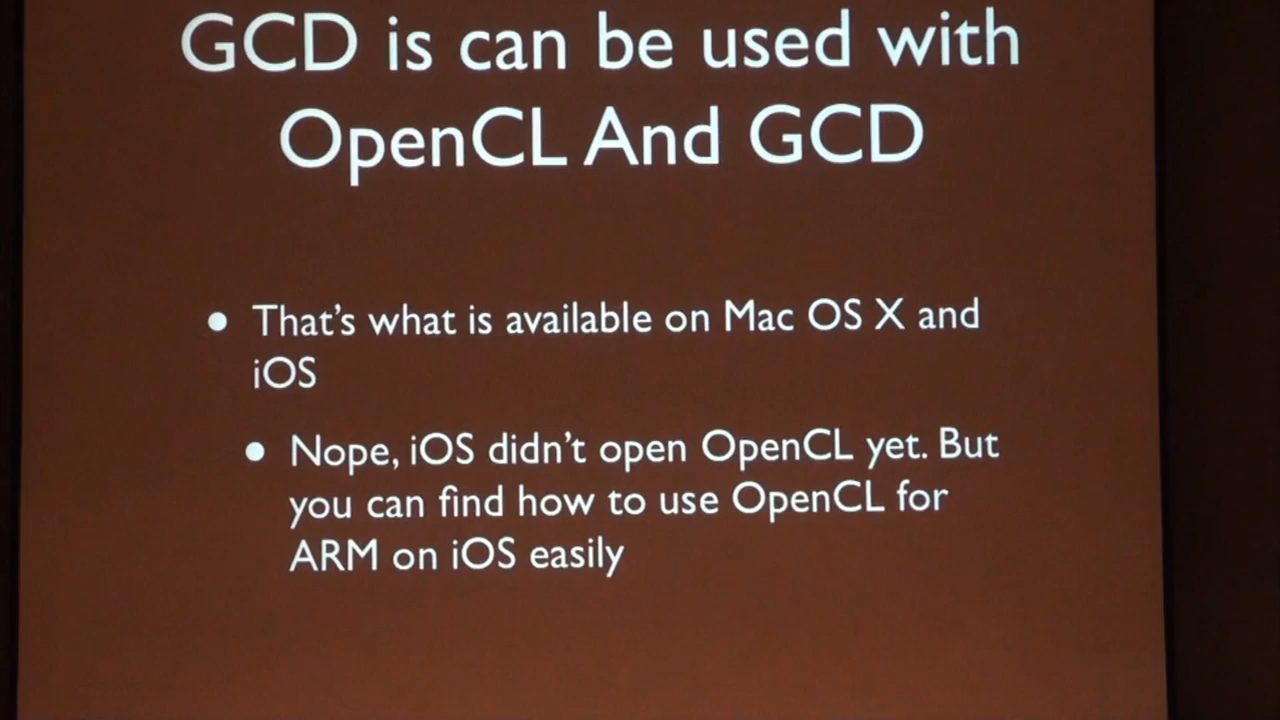 GCD is can be used with
OpenCL And GCD
• That's what is available on Mac OS X and
iOS
• Nope, iOS didn't open OpenCL yet. But
you can find how to use OpenCL for
ARM on iOS easily